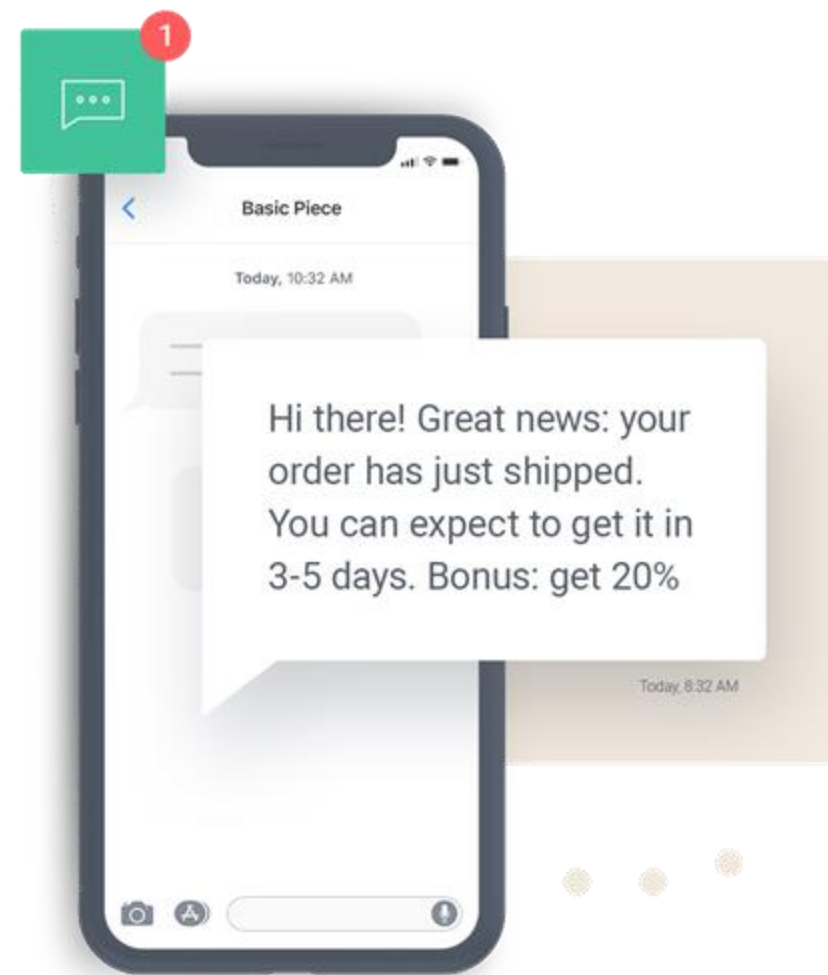 1
Basic Piece
Today, 10:32 AM
Hi there! Great news: your
order has just shipped.
You can expect to get it in
3-5 days. Bonus: get 20%
Today, 8:32 AM